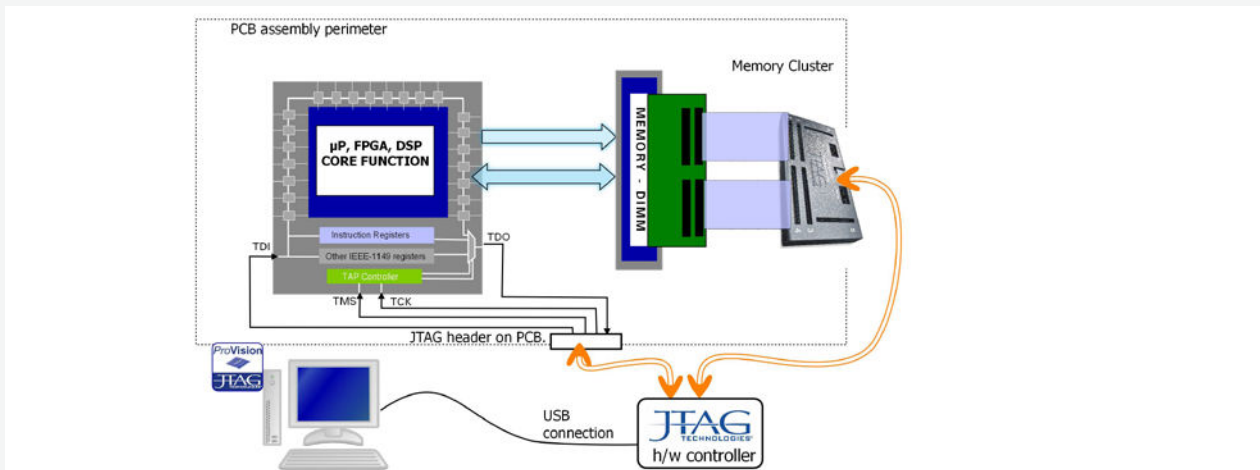 PCB assembly perimeter
Memory Cluster
µP, FPGA, DSP
CORE FUNCTION
MEMORY - DIMM
Instruction Registers
Other IEEE-1149 registers
TAP Controller
TDI
TDO
TMS
TCK
JTAG header on PCB.
ProVision
JTAG
USB
connection
JTAG
TECHNOLOGIES
h/w controller